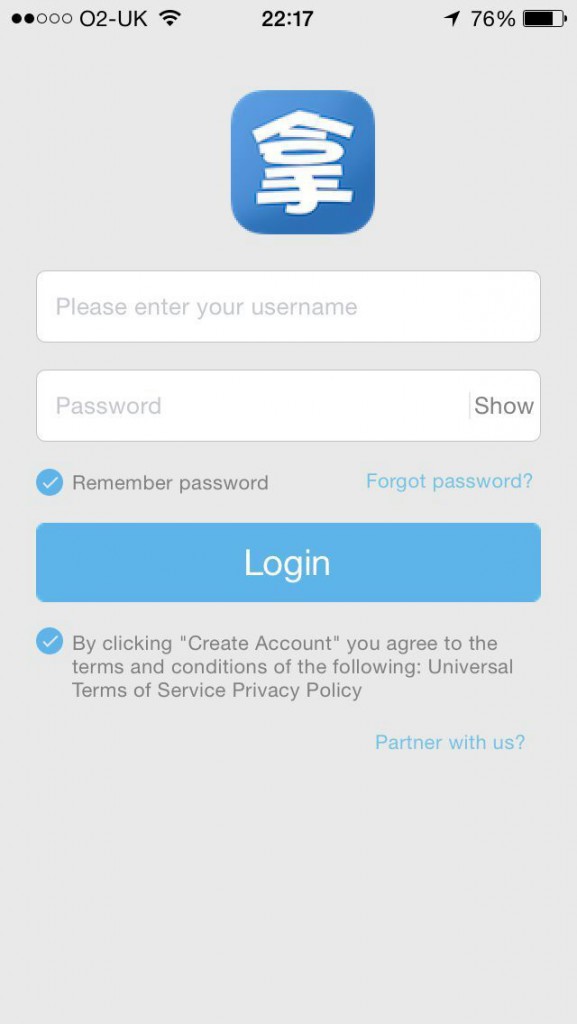 O2-UK 22:17 76%
拿
Please enter your username
Password Show
Remember password Forgot password?
Login
By clicking "Create Account" you agree to the
terms and conditions of the following: Universal
Terms of Service Privacy Policy
Partner with us?